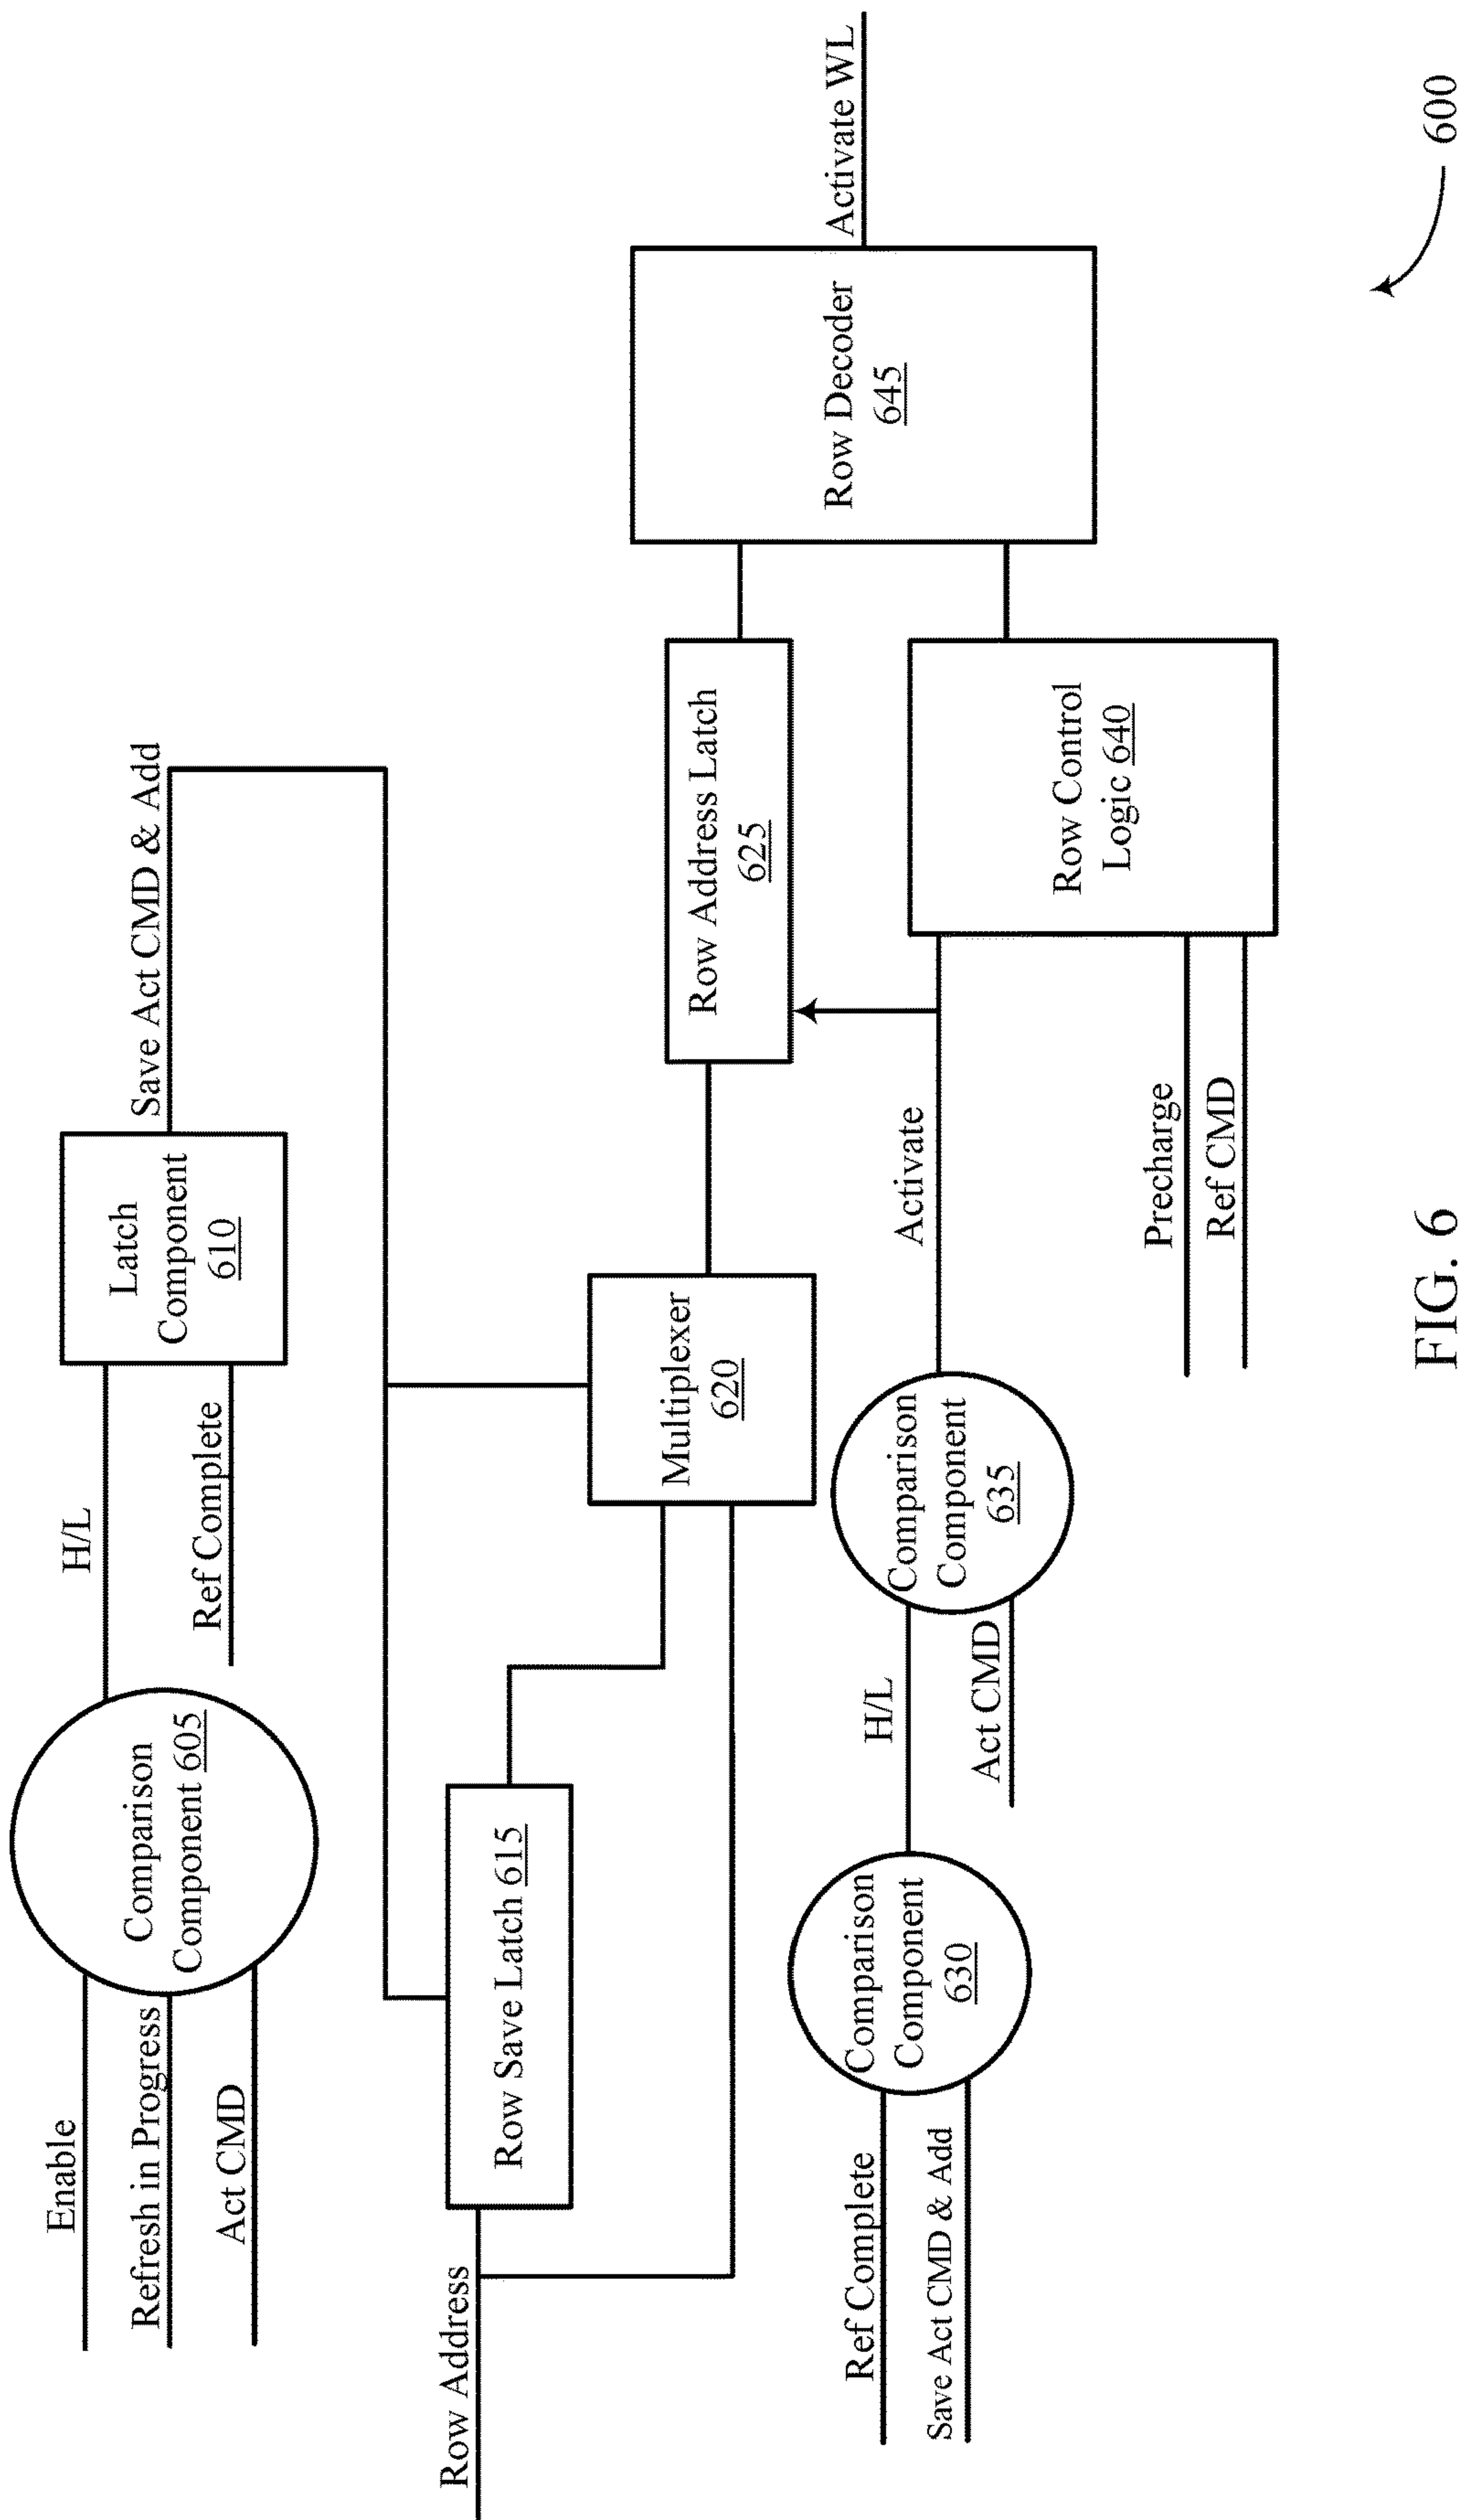 Enable
Refresh in Progress
Act CMD
Comparison
Component 605
H/L
Ref Complete
Latch
Component
610
Save Act CMD & Add
Row Address
Row Save Latch 615
Multiplexer
620
Row Address Latch
625
Row Decoder
645
Activate WL
Ref Complete
Save Act CMD & Add
Comparison
Component
630
H/L
Act CMD
Comparison
Component
635
Activate
Precharge
Ref CMD
Row Control
Logic 640
600
FIG. 6